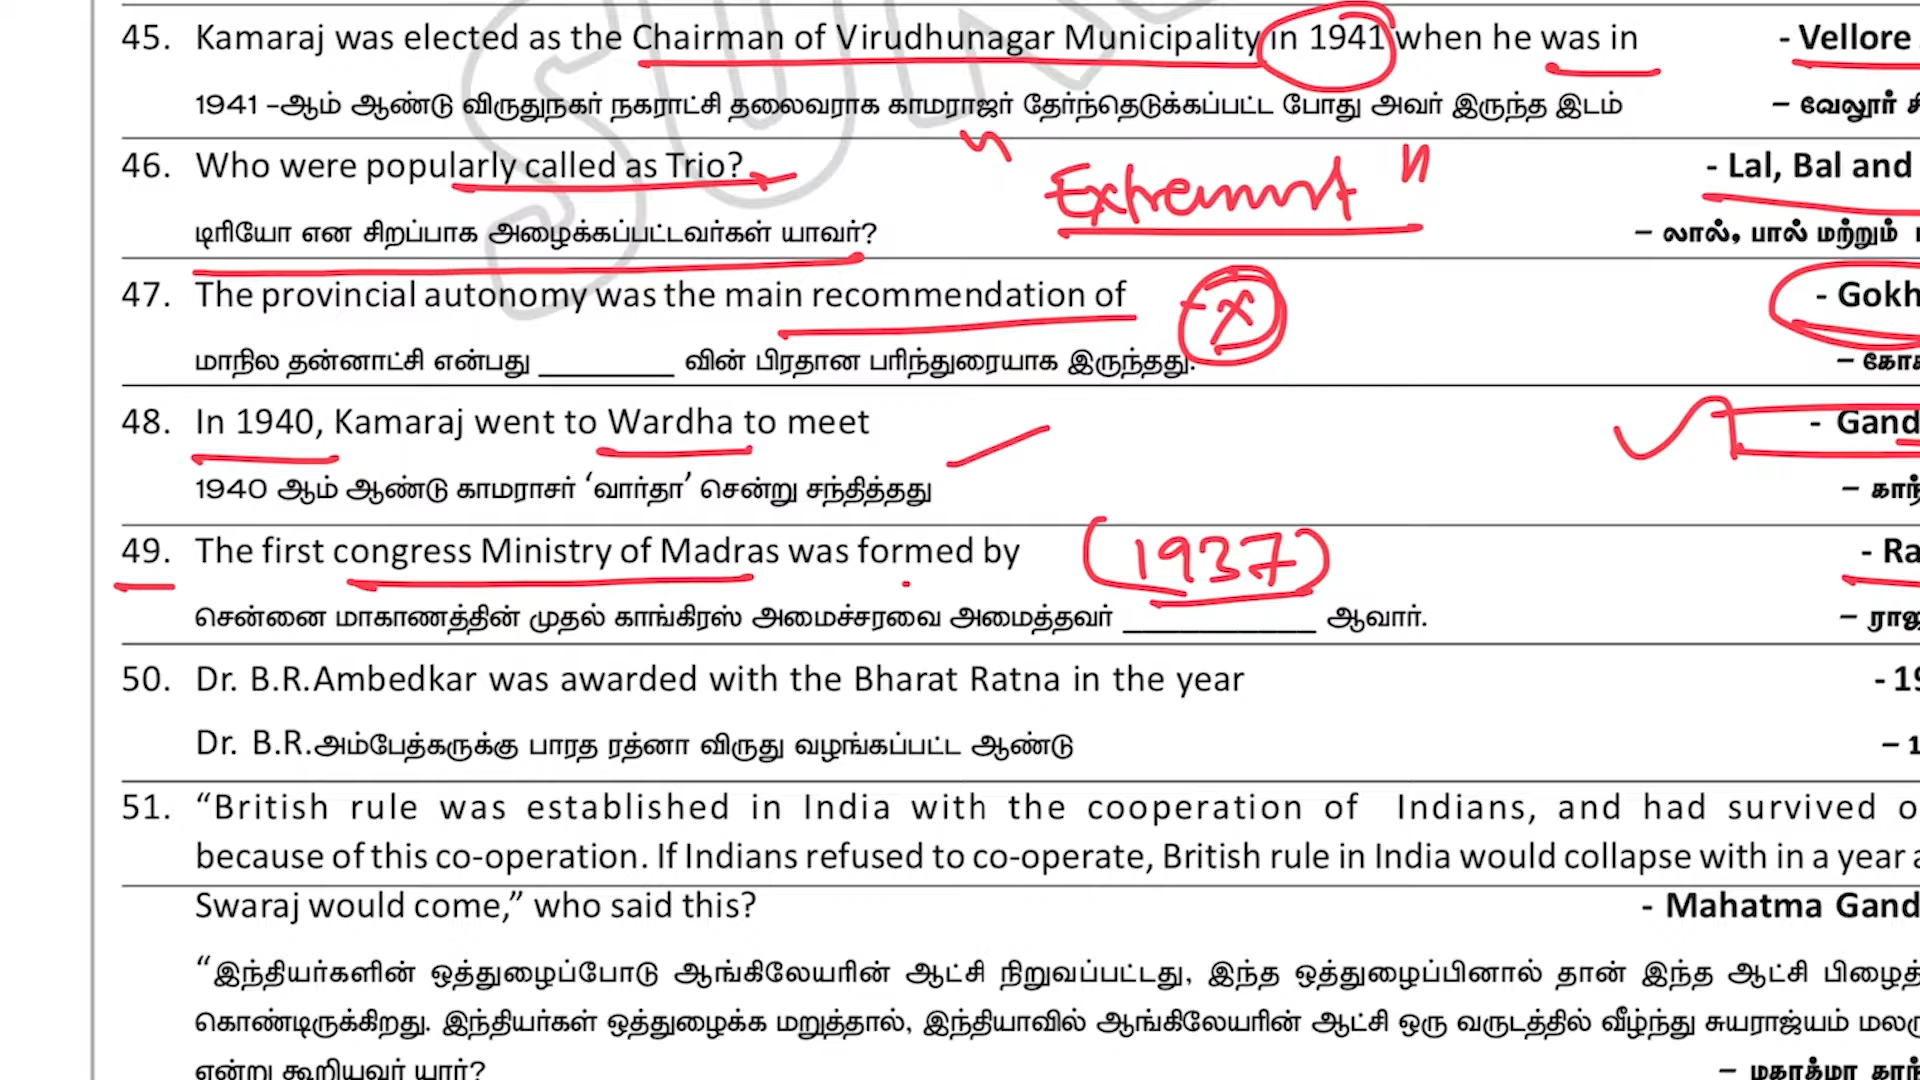 45. Kamaraj was elected as the Chairman of Virudhunagar Municipality in 1941 when he was in - Vellore
1941 –ஆம் ஆண்டு விருதுநகர் நகராட்சி தலைவராக காமராஜர் தேர்ந்தெடுக்கப்பட்ட போது அவர் இருந்த இடம் – வேலூர்
46. Who were popularly called as Trio? "Extremist" - Lal, Bal and
டிரியோ என சிறப்பாக அழைக்கப்பட்டவர்கள் யாவர்? – லால், பால் மற்றும்
47. The provincial autonomy was the main recommendation of - x - Gokh
மாநில தன்னாட்சி என்பது ________ வின் பிரதான பரிந்துரையாக இருந்தது. –
48. In 1940, Kamaraj went to Wardha to meet - Gand
1940 ஆம் ஆண்டு காமராசர் ‘வார்தா’ சென்று சந்தித்தது –
49. The first congress Ministry of Madras was formed by (1937) - Ra
சென்னை மாகாணத்தின் முதல் காங்கிரஸ் அமைச்சரவை அமைத்தவர் ___________ ஆவார். –
50. Dr. B.R.Ambedkar was awarded with the Bharat Ratna in the year - 19
Dr. B.R.அம்பேத்கருக்கு பாரத ரத்னா விருது வழங்கப்பட்ட ஆண்டு – 1
51. “British rule was established in India with the cooperation of Indians, and had survived
because of this co-operation. If Indians refused to co-operate, British rule in India would collapse with in a year
Swaraj would come,” who said this? - Mahatma Gand
“இந்தியர்களின் ஒத்துழைப்போடு ஆங்கிலேயரின் ஆட்சி நிறுவப்பட்டது, இந்த ஒத்துழைப்பினால் தான் இந்த ஆட்சி
கொண்டிருக்கிறது. இந்தியர்கள் ஒத்துழைக்க மறுத்தால், இந்தியாவில் ஆங்கிலேயரின் ஆட்சி ஒரு வருடத்தில் வீழ்ந்து சுயராஜ்யம்
என்று கூறியவர் யார்? – மகாத்மா